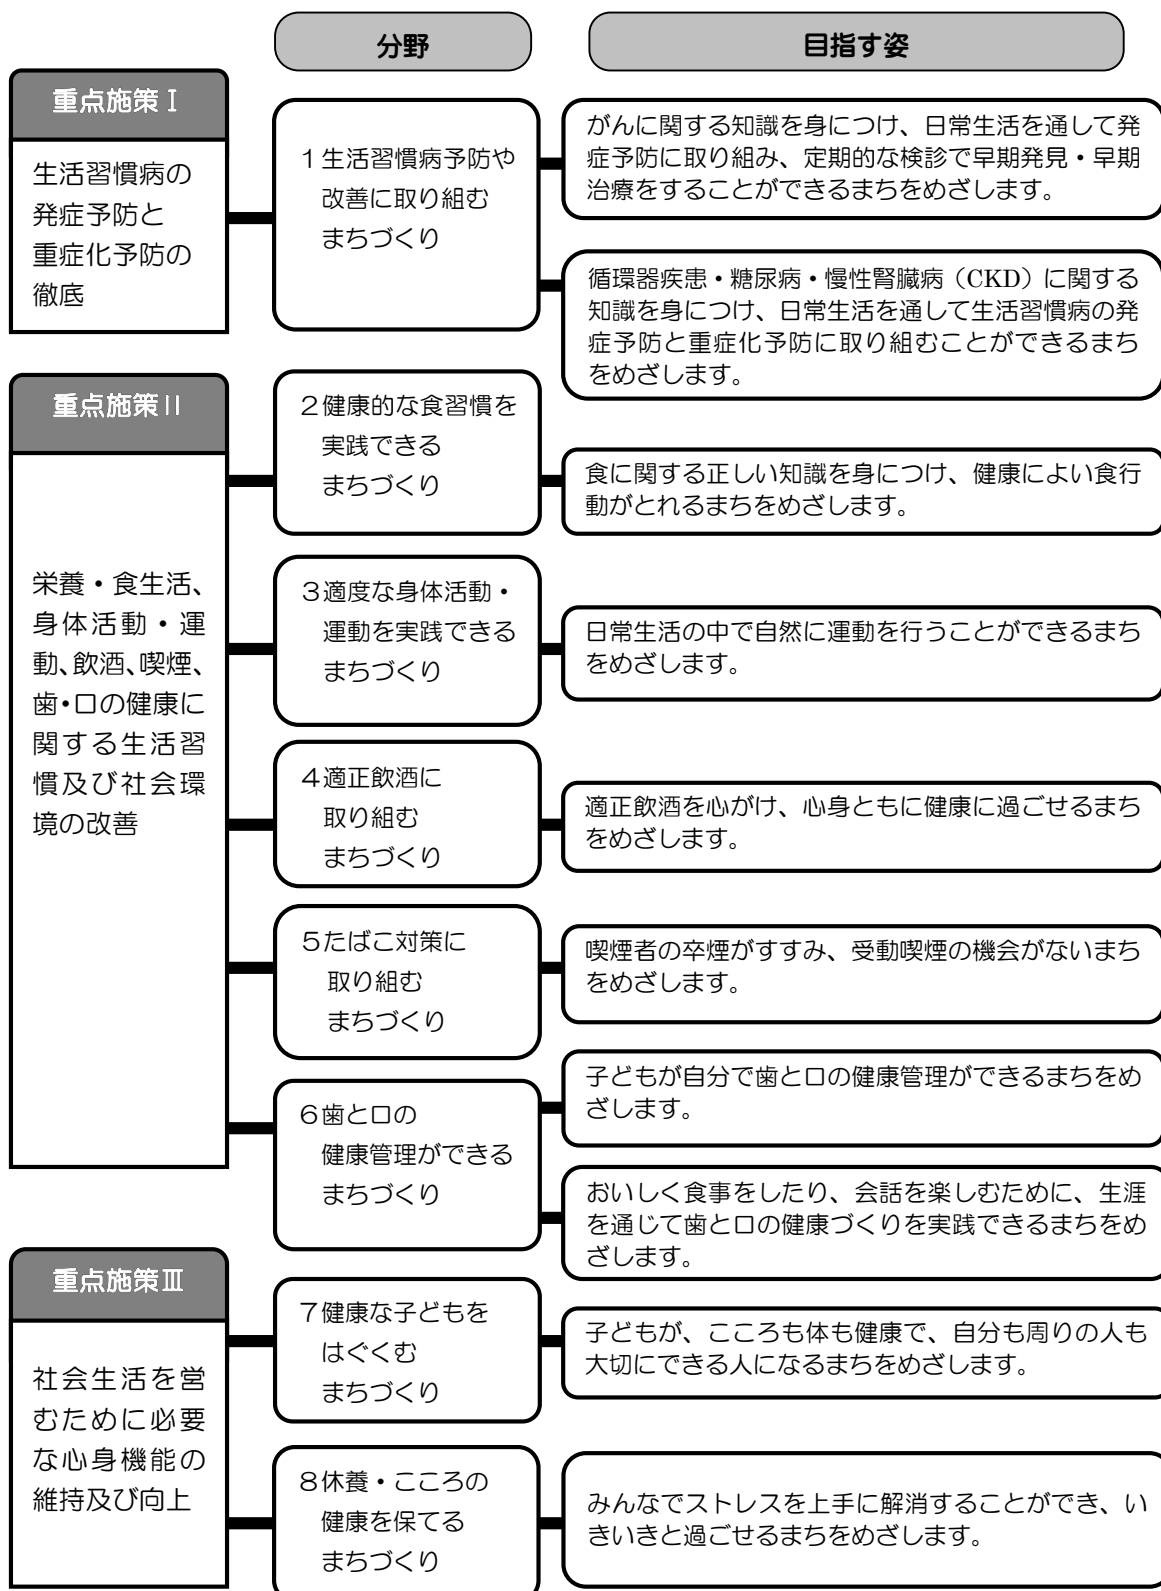 分野
目指す姿
重点施策Ⅰ
生活習慣病の
発症予防と
重症化予防の
徹底
1生活習慣病予防や
改善に取り組む
まちづくり
がんに関する知識を身につけ、日常生活を通して発
症予防に取り組み、定期的な検診で早期発見・早期
治療をすることができるまちをめざします。
循環器疾患・糖尿病・慢性腎臓病（CKD）に関する
知識を身につけ、日常生活を通して生活習慣病の発
症予防と重症化予防に取り組むことができるまち
をめざします。
重点施策Ⅱ
栄養・食生活、
身体活動・運
動、飲酒、喫煙、
歯・口の健康に
関する生活習
慣及び社会環
境の改善
2健康的な食習慣を
実践できる
まちづくり
食に関する正しい知識を身につけ、健康によい食行
動がとれるまちをめざします。
3適度な身体活動・
運動を実践できる
まちづくり
日常生活の中で自然に運動を行うことができるまち
をめざします。
4適正飲酒に
取り組む
まちづくり
適正飲酒を心がけ、心身ともに健康に過ごせるまち
をめざします。
5たばこ対策に
取り組む
まちづくり
喫煙者の卒煙がすすみ、受動喫煙の機会がないまち
をめざします。
6歯と口の
健康管理ができる
まちづくり
子どもが自分で歯と口の健康管理ができるまちをめ
ざします。
おいしく食事をしたり、会話を楽しむために、生涯
を通じて歯と口の健康づくりを実践できるまちをめ
ざします。
重点施策Ⅲ
社会生活を営
むために必要
な心身機能の
維持及び向上
7健康な子どもを
はぐくむ
まちづくり
子どもが、こころも体も健康で、自分も周りの人も
大切にできる人になるまちをめざします。
8休養・こころの
健康を保てる
まちづくり
みんなでストレスを上手に解消することができ、い
きいきと過ごせるまちをめざします。